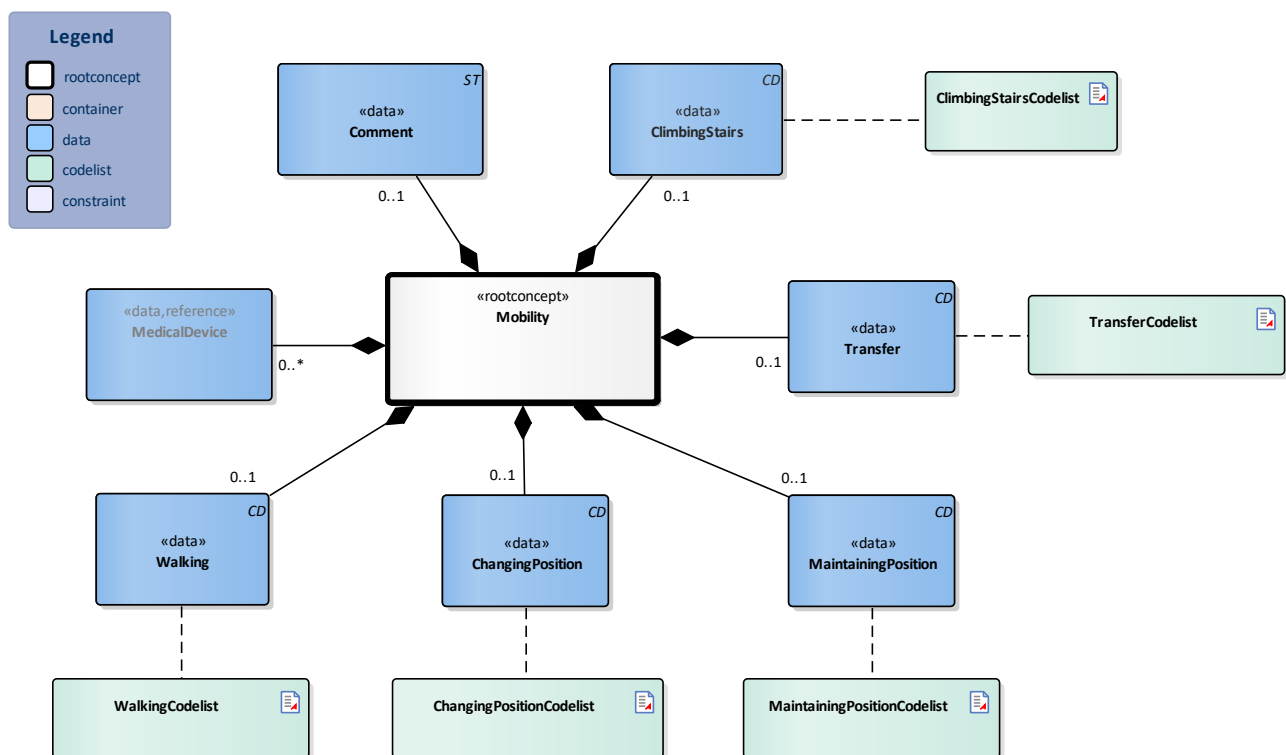 Legend
rootconcept
container
data
codelist
constraint
ST
«data»
Comment
0..1
CD
«data»
ClimbingStairs
0..1
ClimbingStairsCodelist
«rootconcept»
Mobility
«data,reference»
MedicalDevice
0..*
CD
«data»
Transfer
0..1
TransferCodelist
0..1
CD
«data»
Walking
0..1
CD
«data»
ChangingPosition
0..1
CD
«data»
MaintainingPosition
WalkingCodelist
ChangingPositionCodelist
MaintainingPositionCodelist